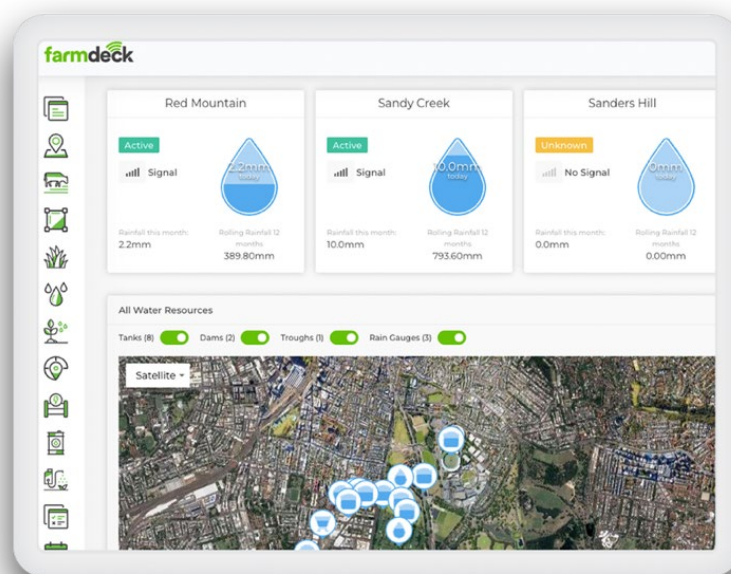 farmdeck
Red Mountain
Active
Signal
2.2mm
today
Rainfall this month:
2.2mm
Rolling Rainfall 12
months
389.80mm
Sandy Creek
Active
Signal
10.0mm
today
Rainfall this month:
10.0mm
Rolling Rainfall 12
months
793.60mm
Sanders Hill
Unknown
No Signal
0mm
today
Rainfall this month:
0.0mm
Rolling Rainfall 12
months
0.00mm
All Water Resources
Tanks (8)
Dams (2)
Troughs (1)
Rain Gauges (3)
Satellite